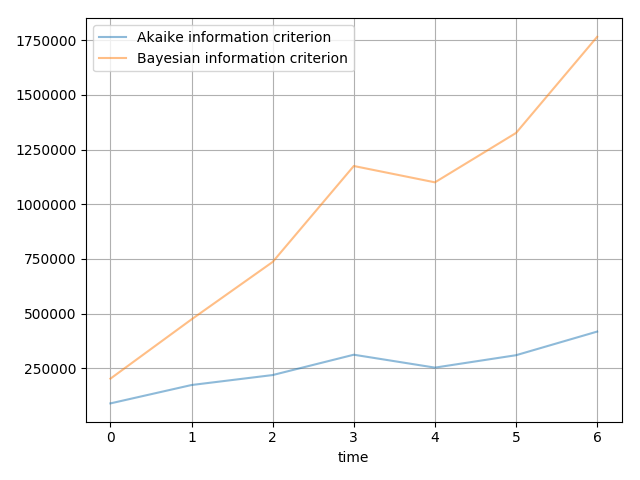 Akaike information criterion
Bayesian information criterion
1750000
1500000
1250000
1000000
750000
500000
250000
0 1 2 3 4 5 6
time